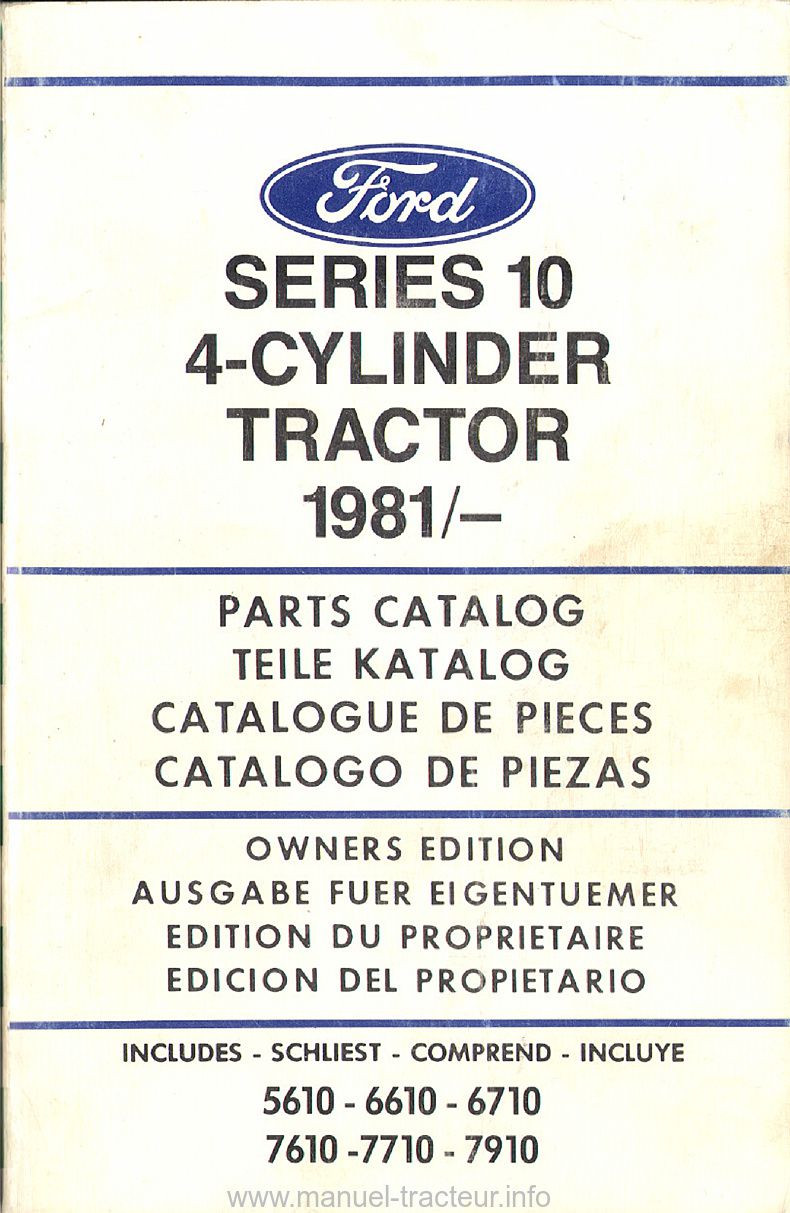 Ford
SERIES 10
4-CYLINDER
TRACTOR
1981/–
PARTS CATALOG
TEILE KATALOG
CATALOGUE DE PIECES
CATALOGO DE PIEZAS
OWNERS EDITION
AUSGABE FUER EIGENTUEMER
EDITION DU PROPRIETAIRE
EDICION DEL PROPIETARIO
INCLUDES - SCHLIEST - COMPREND - INCLUYE
5610 - 6610 - 6710
7610 -7710 - 7910
www.manuel-tracteur.info